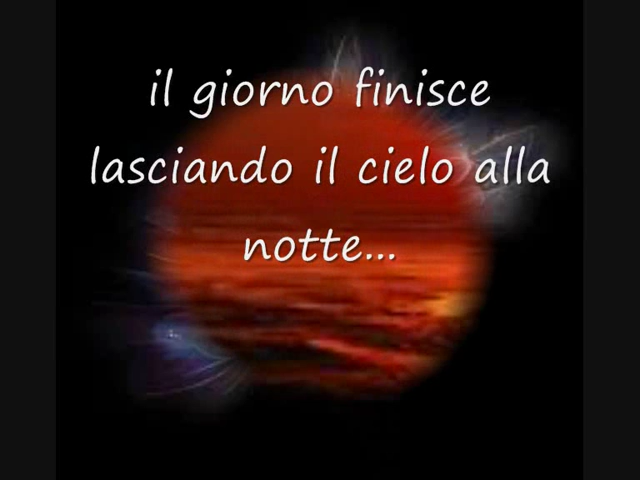 il giorno finisce
lasciando il cielo alla
notte...